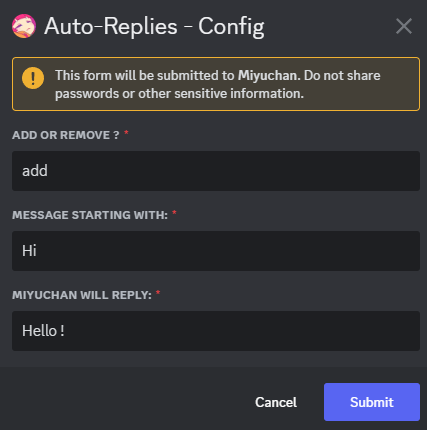 Auto-Replies - Config
This form will be submitted to Miyuchan. Do not share
passwords or other sensitive information.
ADD OR REMOVE ? *
add
MESSAGE STARTING WITH: *
Hi
MIYUCHAN WILL REPLY: *
Hello !
Cancel Submit